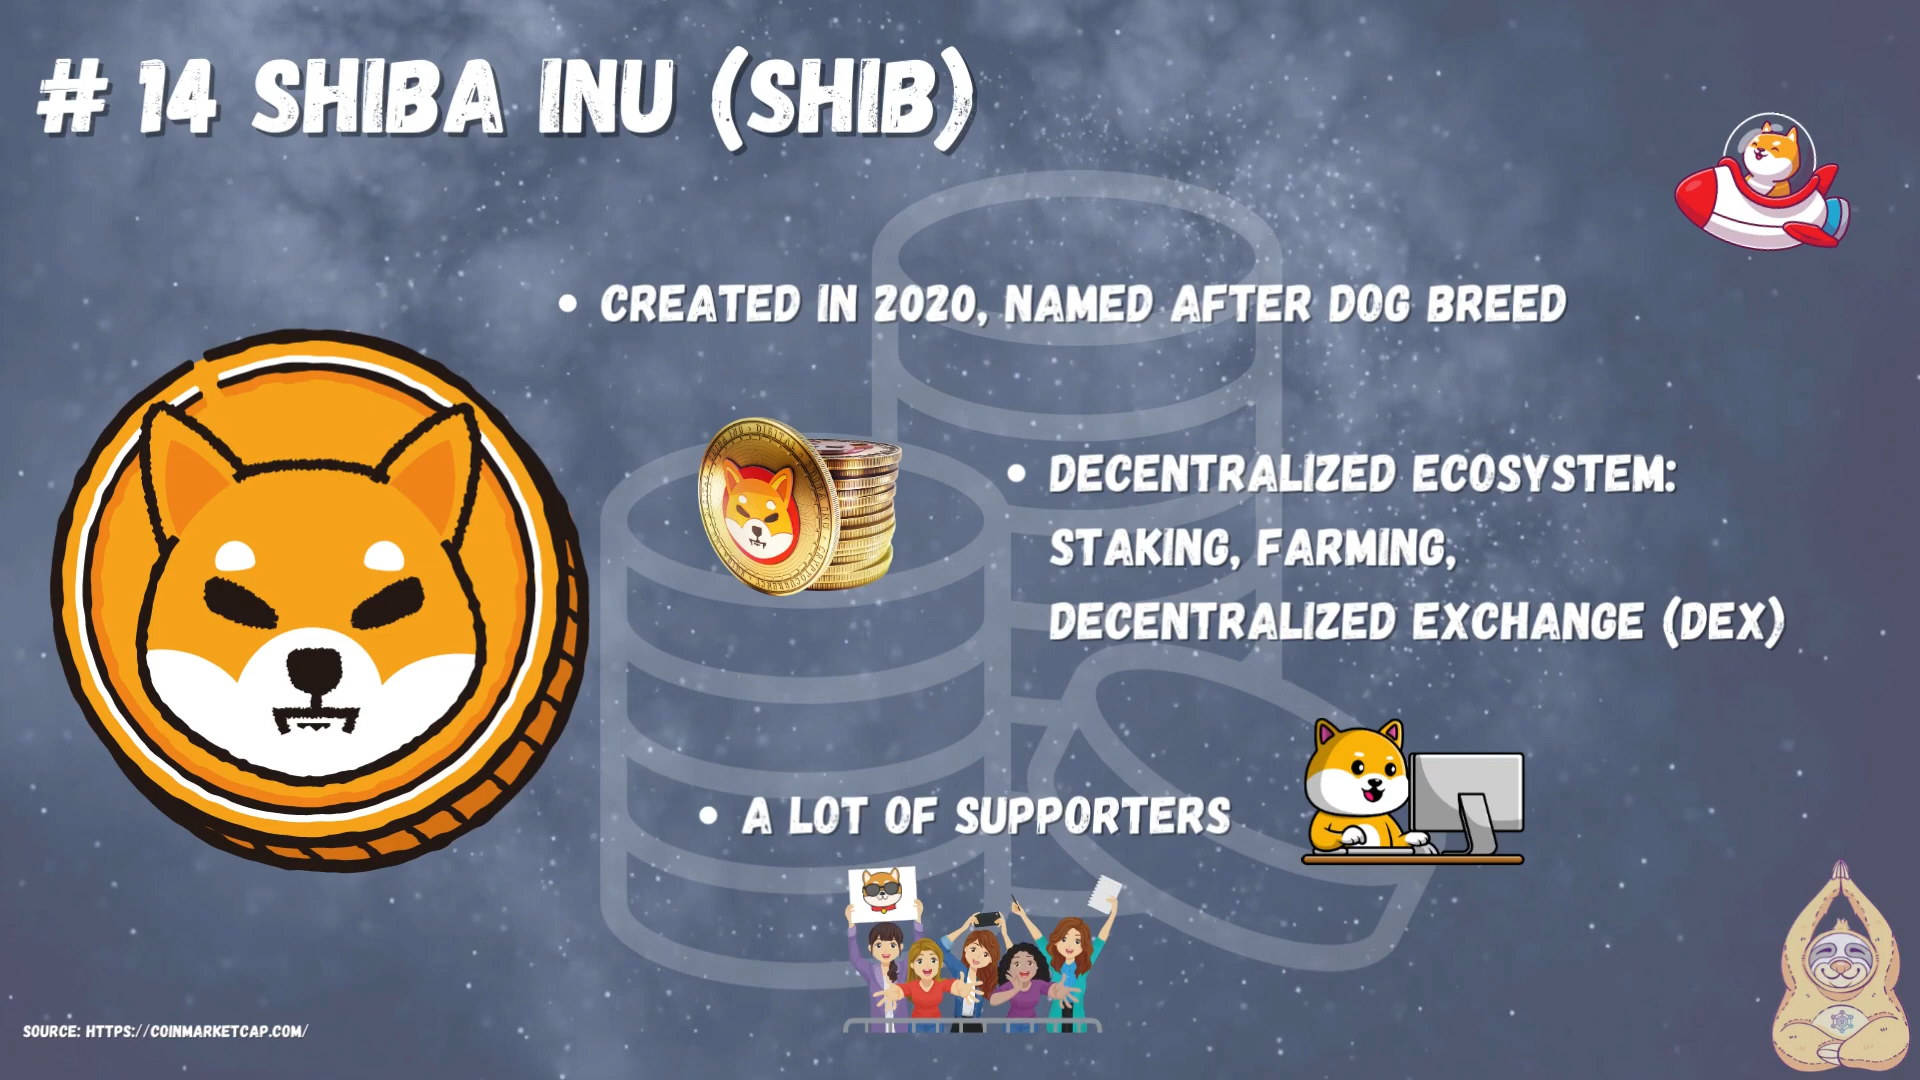 # 14 SHIBA INU (SHIB)
• CREATED IN 2020, NAMED AFTER DOG BREED
• DECENTRALIZED ECOSYSTEM:
STAKING, FARMING,
DECENTRALIZED EXCHANGE (DEX)
• A LOT OF SUPPORTERS
SOURCE: HTTPS://COINMARKETCAP.COM/